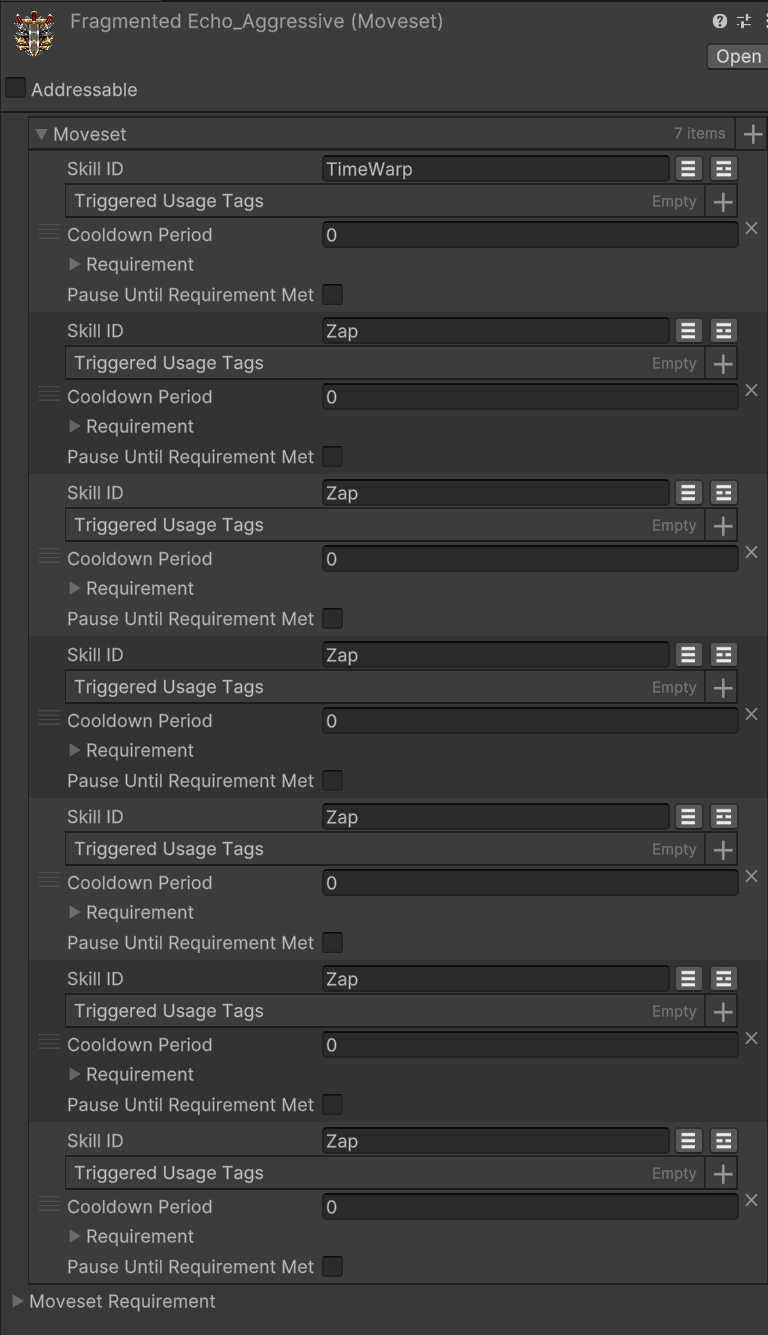 Fragmented Echo_Aggressive (Moveset)
Open
Addressable
Moveset 7 items
Skill ID TimeWarp
Triggered Usage Tags Empty
Cooldown Period 0
Requirement
Pause Until Requirement Met
Skill ID Zap
Triggered Usage Tags Empty
Cooldown Period 0
Requirement
Pause Until Requirement Met
Skill ID Zap
Triggered Usage Tags Empty
Cooldown Period 0
Requirement
Pause Until Requirement Met
Skill ID Zap
Triggered Usage Tags Empty
Cooldown Period 0
Requirement
Pause Until Requirement Met
Skill ID Zap
Triggered Usage Tags Empty
Cooldown Period 0
Requirement
Pause Until Requirement Met
Skill ID Zap
Triggered Usage Tags Empty
Cooldown Period 0
Requirement
Pause Until Requirement Met
Skill ID Zap
Triggered Usage Tags Empty
Cooldown Period 0
Requirement
Pause Until Requirement Met
Moveset Requirement